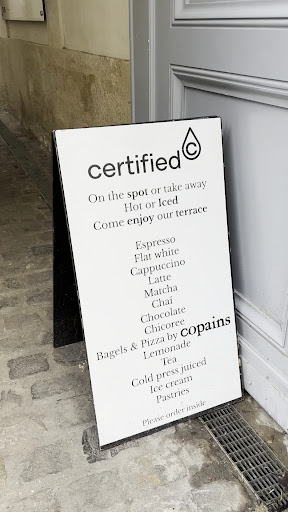 certified C
On the spot or take away
Hot or Iced
Come enjoy our terrace
Espresso
Flat white
Cappuccino
Latte
Matcha
Chai
Chocolate
Chicoree
Bagels & Pizza by copains
Lemonade
Tea
Cold press juiced
Ice cream
Pastries
Please order inside